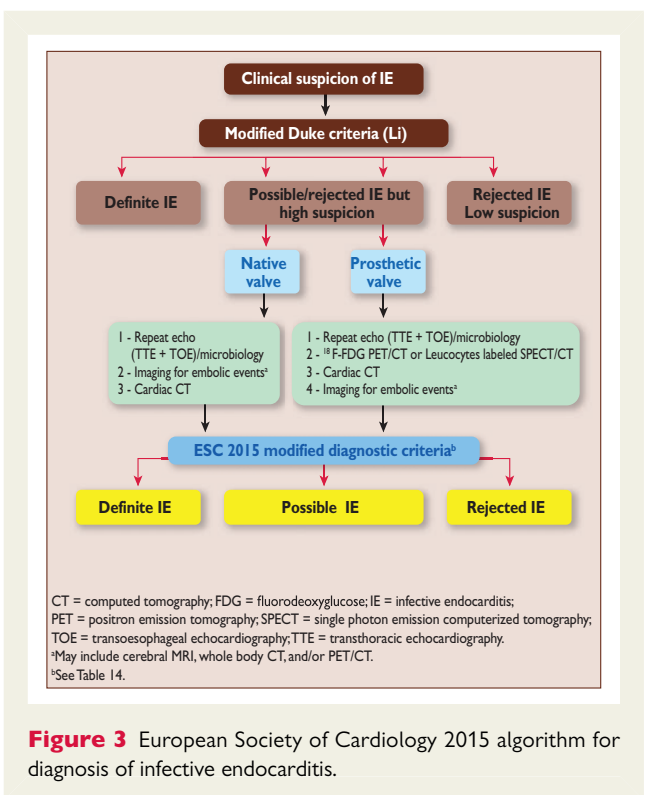 Clinical suspicion of IE
Modified Duke criteria (Li)
Definite IE
Possible/rejected IE but
high suspicion
Rejected IE
Low suspicion
Native
valve
Prosthetic
valve
1 - Repeat echo
(TTE + TOE)/microbiology
2 - Imaging for embolic eventsª
3 - Cardiac CT
1 - Repeat echo (TTE + TOE)/microbiology
2 - ¹⁸F-FDG PET/CT or Leucocytes labeled SPECT/CT
3 - Cardiac CT
4 - Imaging for embolic eventsª
ESC 2015 modified diagnostic criteriaᵇ
Definite IE
Possible IE
Rejected IE
CT = computed tomography; FDG = fluorodeoxyglucose; IE = infective endocarditis;
PET = positron emission tomography; SPECT = single photon emission computerized tomography;
TOE = transoesophageal echocardiography; TTE = transthoracic echocardiography.
ªMay include cerebral MRI, whole body CT, and/or PET/CT.
ᵇSee Table 14.
Figure 3 European Society of Cardiology 2015 algorithm for
diagnosis of infective endocarditis.